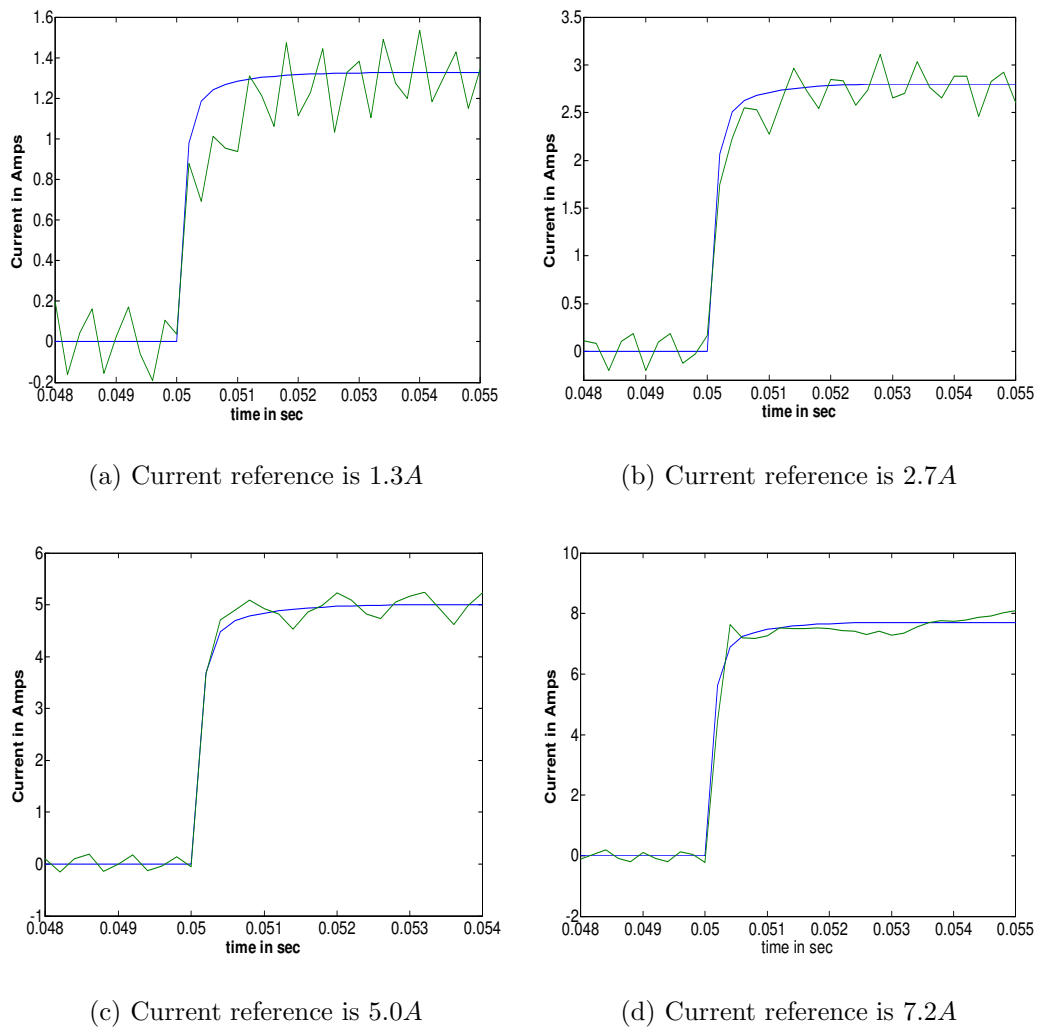 1.6
1.4
1.2
1
0.8
0.6
0.4
0.2
0
-0.2
Current in Amps
0.048 0.049 0.05 0.051 0.052 0.053 0.054 0.055
time in sec
(a) Current reference is 1.3A
3.5
3
2.5
2
1.5
1
0.5
0
Current in Amps
0.048 0.049 0.05 0.051 0.052 0.053 0.054 0.055
time in sec
(b) Current reference is 2.7A
6
5
4
3
2
1
0
-1
Current in Amps
0.048 0.049 0.05 0.051 0.052 0.053 0.054
time in sec
(c) Current reference is 5.0A
10
8
6
4
2
0
-2
Current in Amps
0.048 0.049 0.05 0.051 0.052 0.053 0.054 0.055
time in sec
(d) Current reference is 7.2A